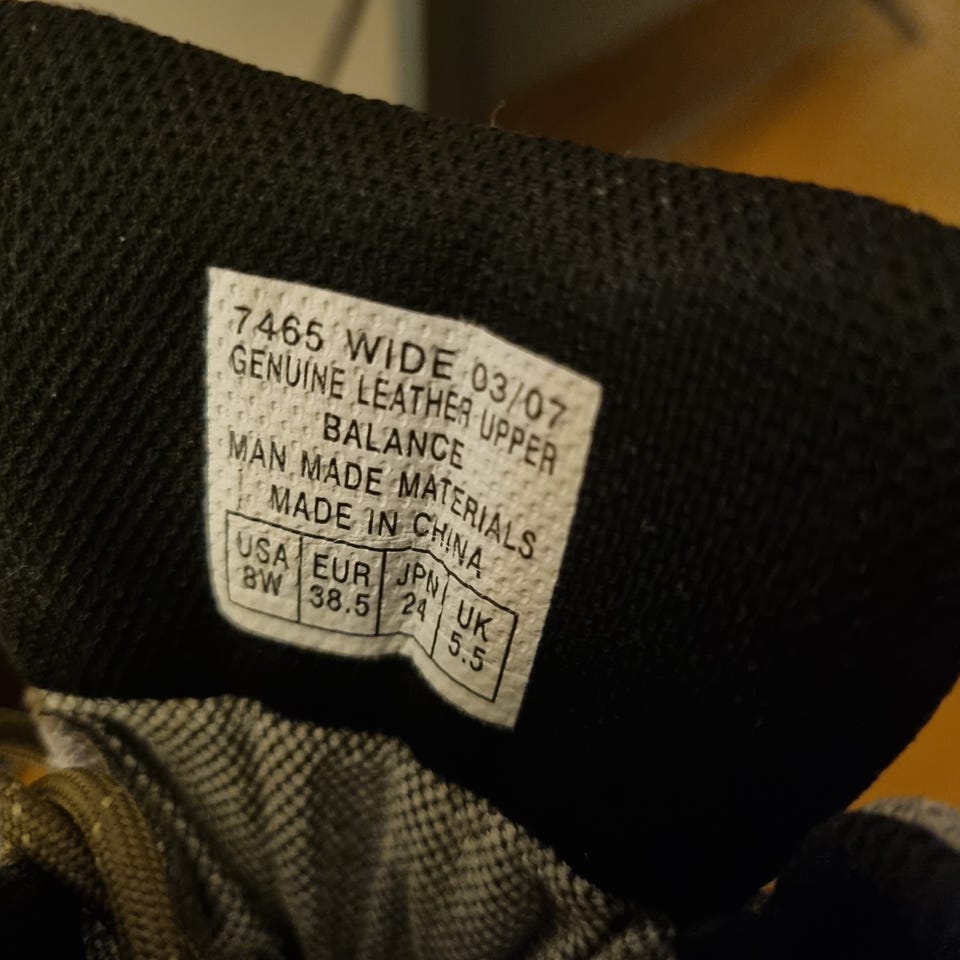 7465 WIDE 03/07
GENUINE LEATHER UPPER
BALANCE
MAN MADE MATERIALS
MADE IN CHINA
USA EUR JPN UK
8W 38.5 24 5.5